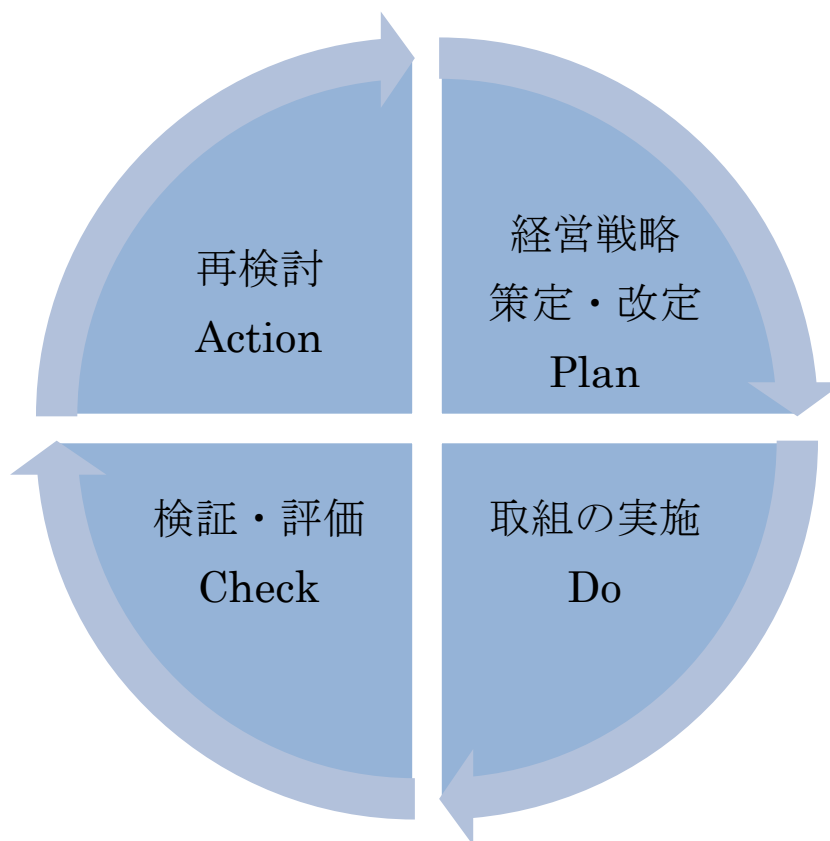 再検討
Action
経営戦略
策定・改定
Plan
検証・評価
Check
取組の実施
Do